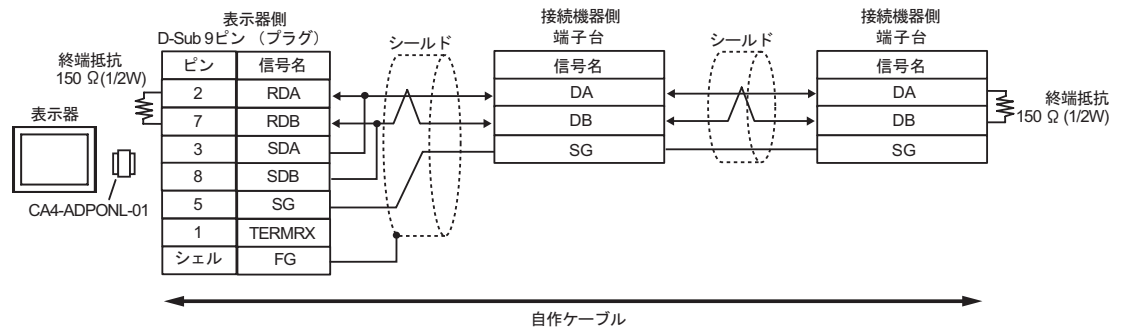 表示器側
D-Sub 9ピン (プラグ)
終端抵抗
150 Ω(1/2W)
表示器
CA4-ADPONL-01
ピン 信号名
2 RDA
7 RDB
3 SDA
8 SDB
5 SG
1 TERMRX
シェル FG
シールド
接続機器側
端子台
信号名
DA
DB
SG
シールド
接続機器側
端子台
信号名
DA
DB
SG
終端抵抗
150 Ω (1/2W)
自作ケーブル